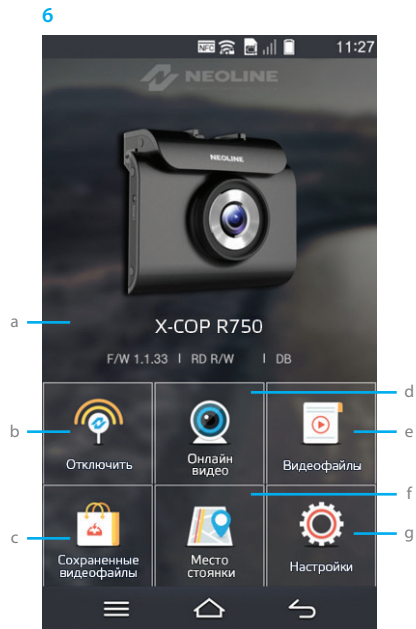 6
NFC 11:27
NEOLINE
NEOLINE
a
X-COP R750
F/W 1.1.33 | RD R/W | DB
d
b
Отключить
Онлайн
видео
Видеофайлы
e
f
c
Сохраненные
видеофайлы
Место
стоянки
Настройки
g